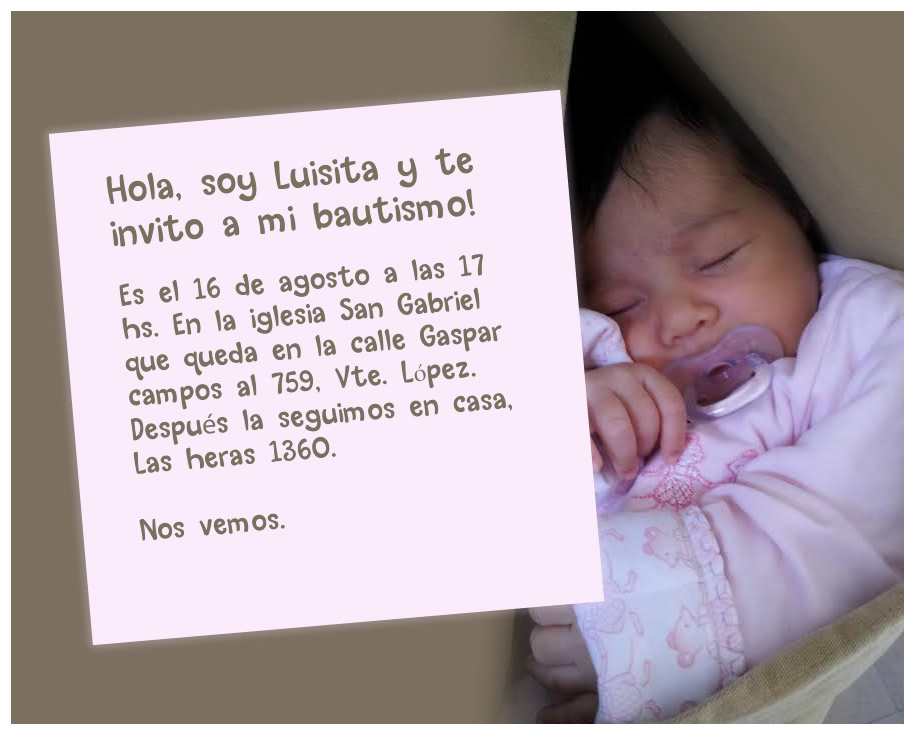 Hola, soy Luisita y te
invito a mi bautismo!
Es el 16 de agosto a las 17
hs. En la iglesia San Gabriel
que queda en la calle Gaspar
campos al 759, Vte. López.
Después la seguimos en casa,
Las heras 1360.
Nos vemos.